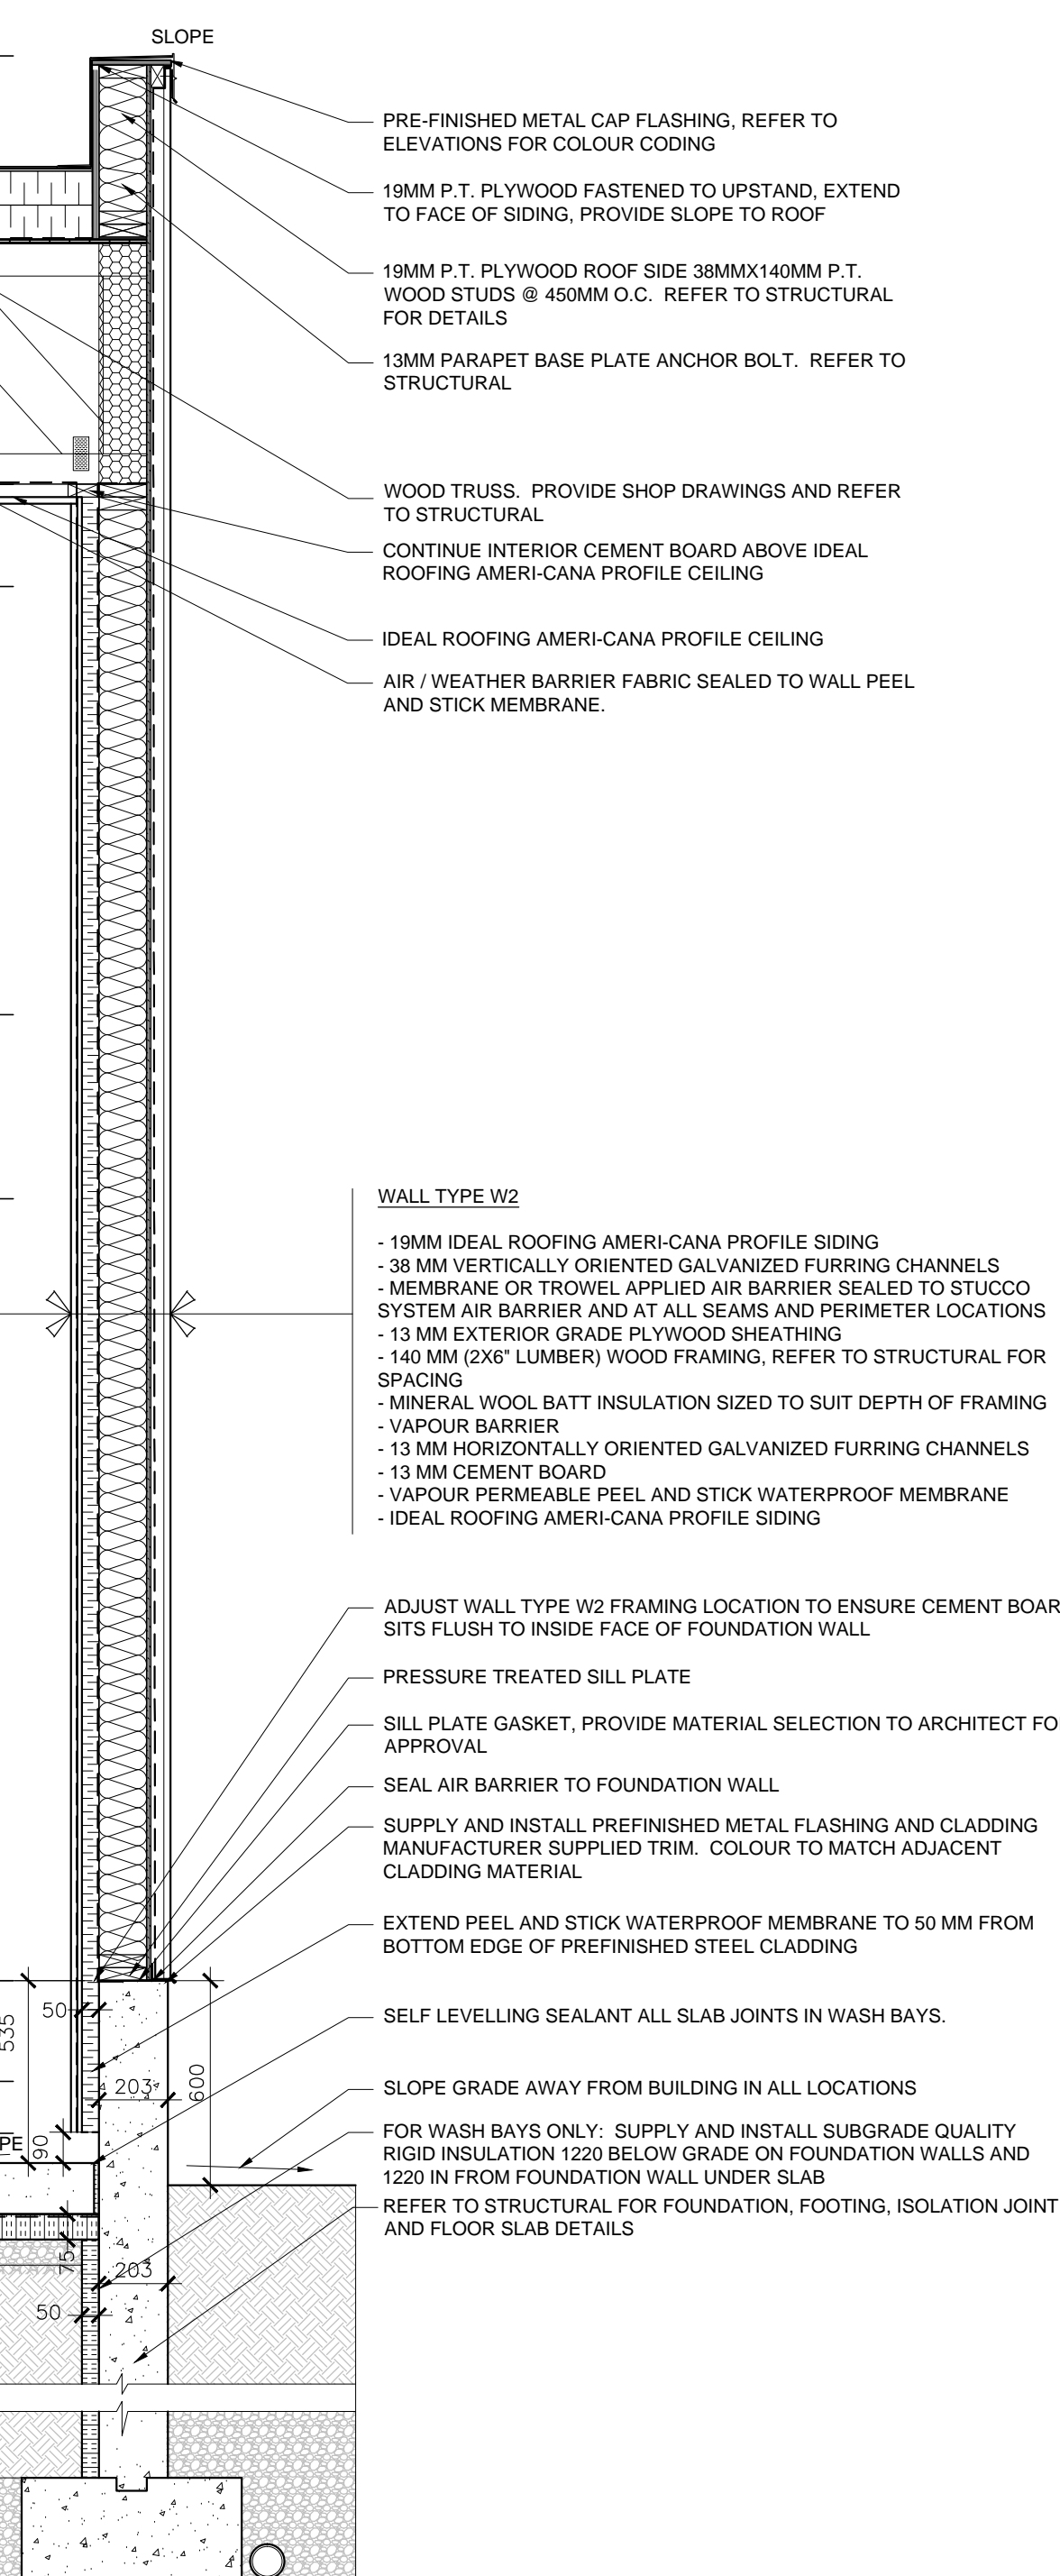 SLOPE
PRE-FINISHED METAL CAP FLASHING, REFER TO
ELEVATIONS FOR COLOUR CODING
19MM P.T. PLYWOOD FASTENED TO UPSTAND, EXTEND
TO FACE OF SIDING, PROVIDE SLOPE TO ROOF
19MM P.T. PLYWOOD ROOF SIDE 38MMX140MM P.T.
WOOD STUDS @ 450MM O.C.  REFER TO STRUCTURAL
FOR DETAILS
13MM PARAPET BASE PLATE ANCHOR BOLT.  REFER TO
STRUCTURAL
WOOD TRUSS.  PROVIDE SHOP DRAWINGS AND REFER
TO STRUCTURAL
CONTINUE INTERIOR CEMENT BOARD ABOVE IDEAL
ROOFING AMERI-CANA PROFILE CEILING
IDEAL ROOFING AMERI-CANA PROFILE CEILING
AIR / WEATHER BARRIER FABRIC SEALED TO WALL PEEL
AND STICK MEMBRANE.
WALL TYPE W2
- 19MM IDEAL ROOFING AMERI-CANA PROFILE SIDING
- 38 MM VERTICALLY ORIENTED GALVANIZED FURRING CHANNELS
- MEMBRANE OR TROWEL APPLIED AIR BARRIER SEALED TO STUCCO
SYSTEM AIR BARRIER AND AT ALL SEAMS AND PERIMETER LOCATIONS
- 13 MM EXTERIOR GRADE PLYWOOD SHEATHING
- 140 MM (2X6" LUMBER) WOOD FRAMING, REFER TO STRUCTURAL FOR
SPACING
- MINERAL WOOL BATT INSULATION SIZED TO SUIT DEPTH OF FRAMING
- VAPOUR BARRIER
- 13 MM HORIZONTALLY ORIENTED GALVANIZED FURRING CHANNELS
- 13 MM CEMENT BOARD
- VAPOUR PERMEABLE PEEL AND STICK WATERPROOF MEMBRANE
- IDEAL ROOFING AMERI-CANA PROFILE SIDING
ADJUST WALL TYPE W2 FRAMING LOCATION TO ENSURE CEMENT BOAR
SITS FLUSH TO INSIDE FACE OF FOUNDATION WALL
PRESSURE TREATED SILL PLATE
SILL PLATE GASKET, PROVIDE MATERIAL SELECTION TO ARCHITECT FO
APPROVAL
SEAL AIR BARRIER TO FOUNDATION WALL
SUPPLY AND INSTALL PREFINISHED METAL FLASHING AND CLADDING
MANUFACTURER SUPPLIED TRIM.  COLOUR TO MATCH ADJACENT
CLADDING MATERIAL
EXTEND PEEL AND STICK WATERPROOF MEMBRANE TO 50 MM FROM
BOTTOM EDGE OF PREFINISHED STEEL CLADDING
SELF LEVELLING SEALANT ALL SLAB JOINTS IN WASH BAYS.
SLOPE GRADE AWAY FROM BUILDING IN ALL LOCATIONS
FOR WASH BAYS ONLY:  SUPPLY AND INSTALL SUBGRADE QUALITY
RIGID INSULATION 1220 BELOW GRADE ON FOUNDATION WALLS AND
1220 IN FROM FOUNDATION WALL UNDER SLAB
REFER TO STRUCTURAL FOR FOUNDATION, FOOTING, ISOLATION JOINT
AND FLOOR SLAB DETAILS
535
50
203
600
PE
90
75
203
50